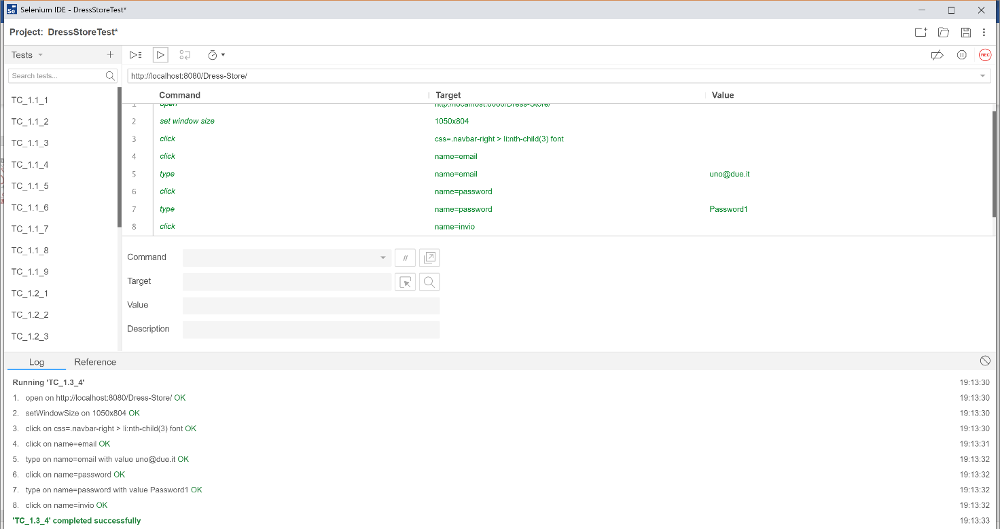 Se Selenium IDE - DressStoreTest*
Project: DressStoreTest*
Tests
Search tests...
TC_1.1_1
TC_1.1_2
TC_1.1_3
TC_1.1_4
TC_1.1_5
TC_1.1_6
TC_1.1_7
TC_1.1_8
TC_1.1_9
TC_1.2_1
TC_1.2_2
TC_1.2_3
REC
http://localhost:8080/Dress-Store/
Command Target Value
1 open http://localhost:8080/Dress-Store/
2 set window size 1050x804
3 click css=.navbar-right > li:nth-child(3) font
4 click name=email
5 type name=email uno@due.it
6 click name=password
7 type name=password Password1
8 click name=invio
Command //
Target
Value
Description
Log Reference
Running 'TC_1.3_4' 19:13:30
1. open on http://localhost:8080/Dress-Store/ OK 19:13:30
2. setWindowSize on 1050x804 OK 19:13:30
3. click on css=.navbar-right > li:nth-child(3) font OK 19:13:30
4. click on name=email OK 19:13:31
5. type on name=email with value uno@due.it OK 19:13:32
6. click on name=password OK 19:13:32
7. type on name=password with value Password1 OK 19:13:32
8. click on name=invio OK 19:13:32
'TC_1.3_4' completed successfully 19:13:33